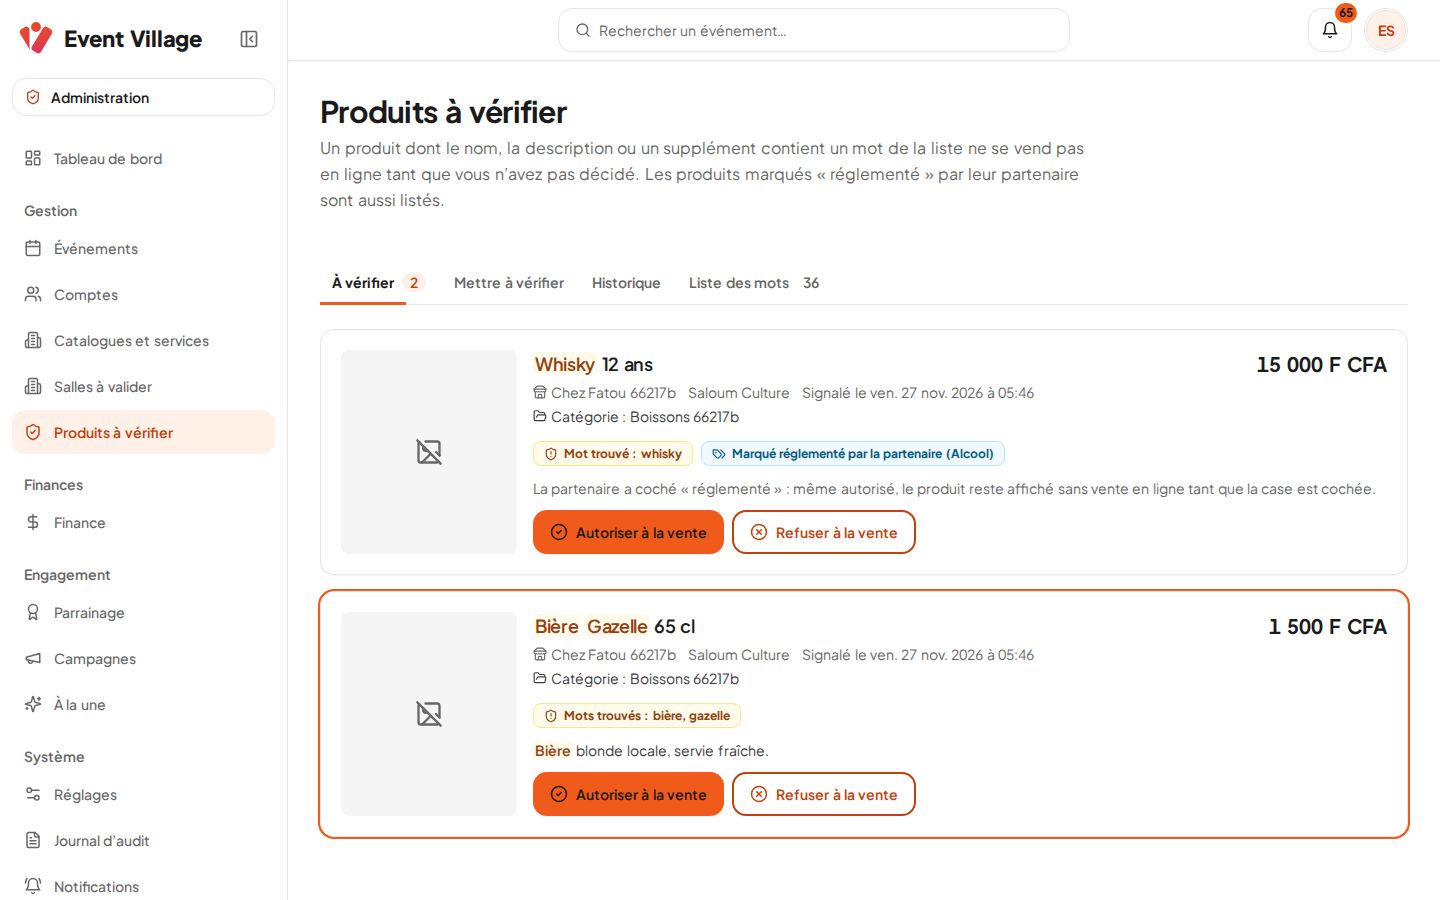 Event Village
Rechercher un événement…
65
ES
Administration
Tableau de bord
Gestion
Événements
Comptes
Catalogues et services
Salles à valider
Produits à vérifier
Finances
Finance
Engagement
Parrainage
Campagnes
À la une
Système
Réglages
Journal d’audit
Notifications
Produits à vérifier
Un produit dont le nom, la description ou un supplément contient un mot de la liste ne se vend pas
en ligne tant que vous n’avez pas décidé. Les produits marqués « réglementé » par leur partenaire
sont aussi listés.
À vérifier 2 Mettre à vérifier Historique Liste des mots 36
Whisky 12 ans 15 000 F CFA
Chez Fatou 66217b Saloum Culture Signalé le ven. 27 nov. 2026 à 05:46
Catégorie : Boissons 66217b
Mot trouvé : whisky Marqué réglementé par la partenaire (Alcool)
La partenaire a coché « réglementé » : même autorisé, le produit reste affiché sans vente en ligne tant que la case est cochée.
Autoriser à la vente Refuser à la vente
Bière Gazelle 65 cl 1 500 F CFA
Chez Fatou 66217b Saloum Culture Signalé le ven. 27 nov. 2026 à 05:46
Catégorie : Boissons 66217b
Mots trouvés : bière, gazelle
Bière blonde locale, servie fraîche.
Autoriser à la vente Refuser à la vente